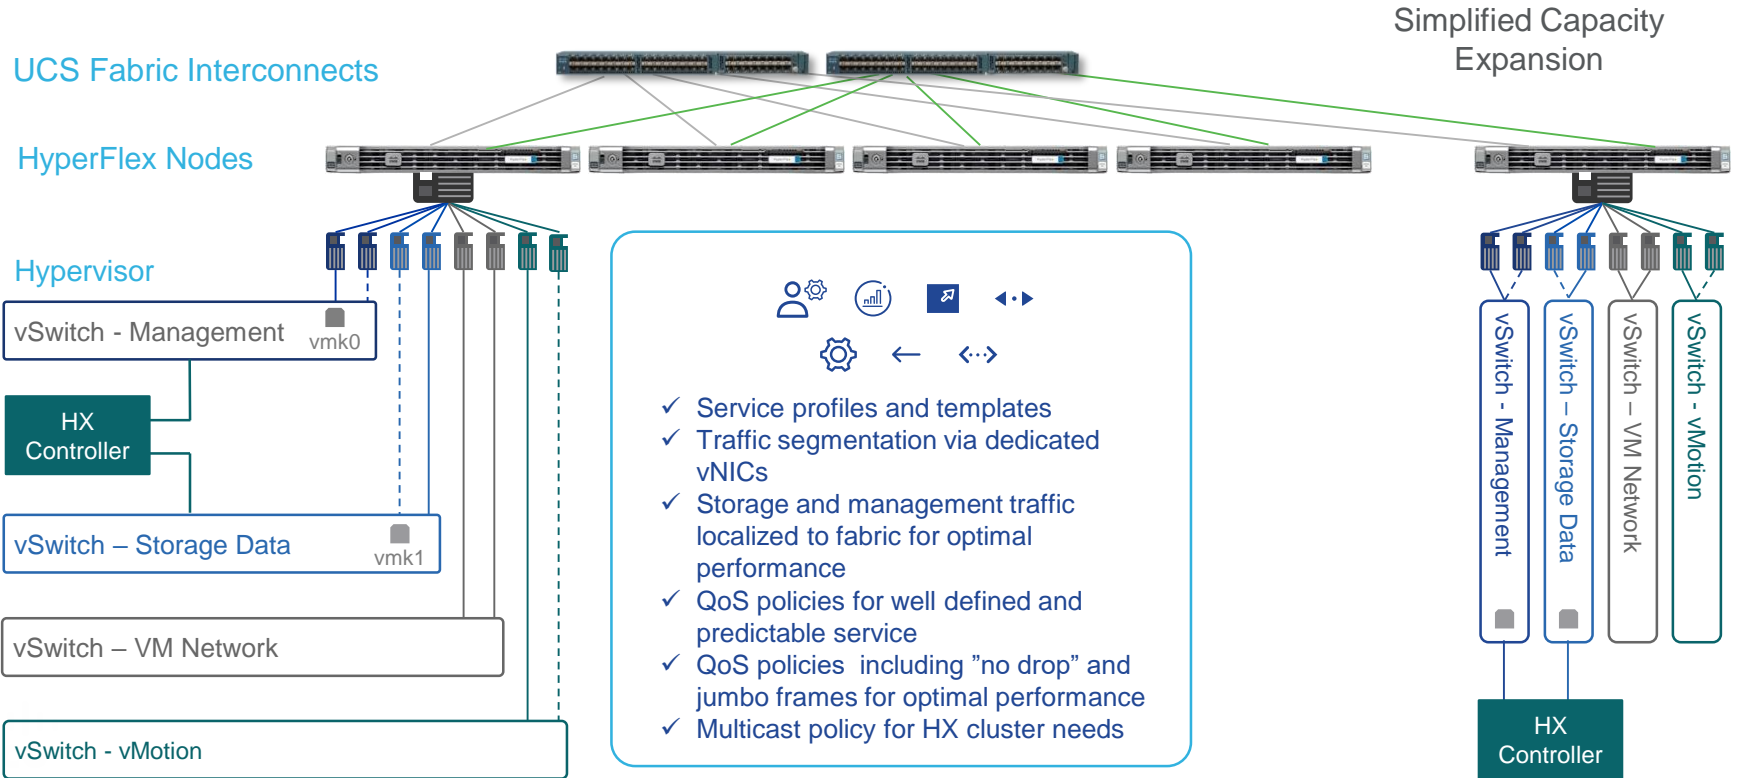 Simplified Capacity
Expansion
UCS Fabric Interconnects
HyperFlex Nodes
Hypervisor
vSwitch - Management
vmk0
HX
Controller
vSwitch – Storage Data
vmk1
vSwitch – VM Network
vSwitch - vMotion
✓ Service profiles and templates
✓ Traffic segmentation via dedicated
vNICs
✓ Storage and management traffic
localized to fabric for optimal
performance
✓ QoS policies for well defined and
predictable service
✓ QoS policies  including ”no drop” and
jumbo frames for optimal performance
✓ Multicast policy for HX cluster needs
vSwitch - Management
vSwitch – Storage Data
vSwitch – VM Network
vSwitch - vMotion
HX
Controller